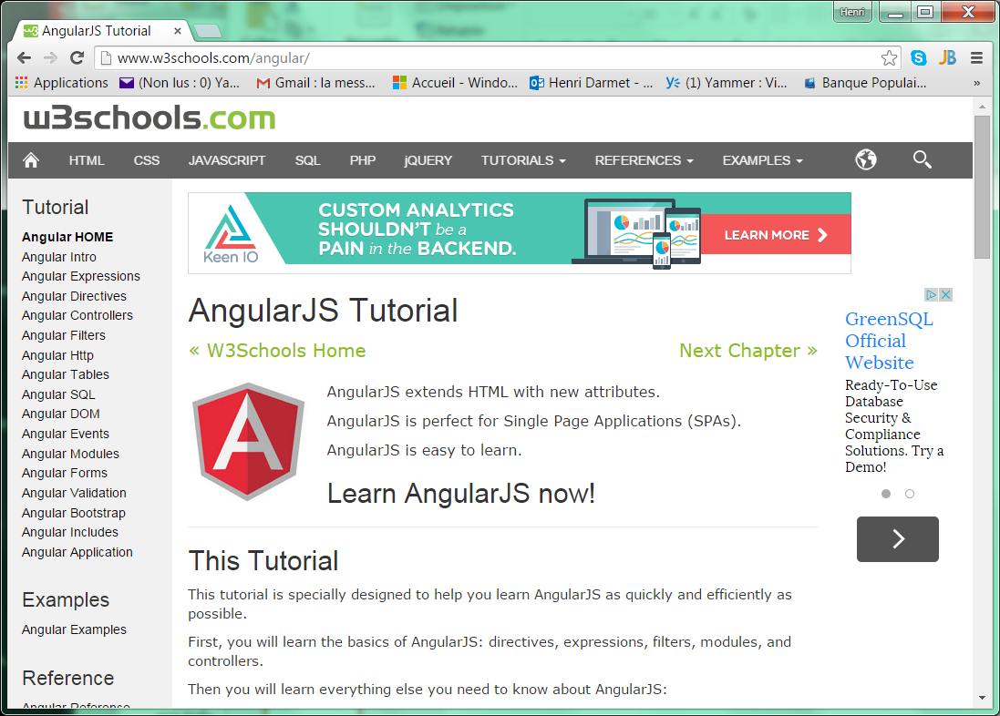 Henri
w3 AngularJS Tutorial
www.w3schools.com/angular/
Applications (Non lus : 0) Ya... Gmail : la mess... Accueil - Windo... Henri Darmet - ... (1) Yammer : Vi... Banque Populai... »
w3schools.com
HTML CSS JAVASCRIPT SQL PHP jQUERY TUTORIALS REFERENCES EXAMPLES
Tutorial
Angular HOME
Angular Intro
Angular Expressions
Angular Directives
Angular Controllers
Angular Filters
Angular Http
Angular Tables
Angular SQL
Angular DOM
Angular Events
Angular Modules
Angular Forms
Angular Validation
Angular Bootstrap
Angular Includes
Angular Application
Examples
Angular Examples
Reference
Angular Reference
Keen IO
CUSTOM ANALYTICS
SHOULDN'T be a
PAIN in the BACKEND.
LEARN MORE
AngularJS Tutorial
« W3Schools Home Next Chapter »
A
AngularJS extends HTML with new attributes.
AngularJS is perfect for Single Page Applications (SPAs).
AngularJS is easy to learn.
Learn AngularJS now!
This Tutorial
This tutorial is specially designed to help you learn AngularJS as quickly and efficiently as
possible.
First, you will learn the basics of AngularJS: directives, expressions, filters, modules, and
controllers.
Then you will learn everything else you need to know about AngularJS:
GreenSQL
Official
Website
Ready-To-Use
Database
Security &
Compliance
Solutions. Try a
Demo!